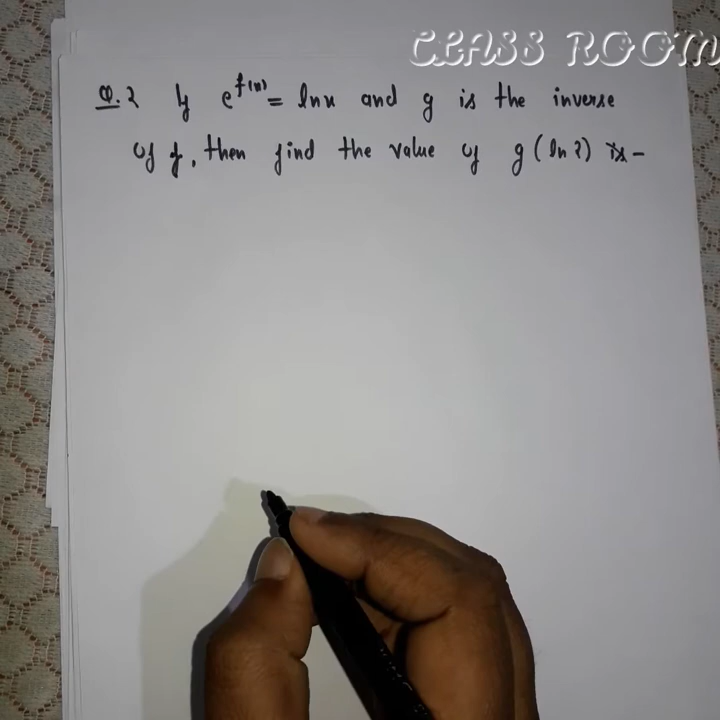 CLASS ROOM
Q.2 If e^f(x) = ln x and g is the inverse
of f, then find the value of g(ln 2) is -